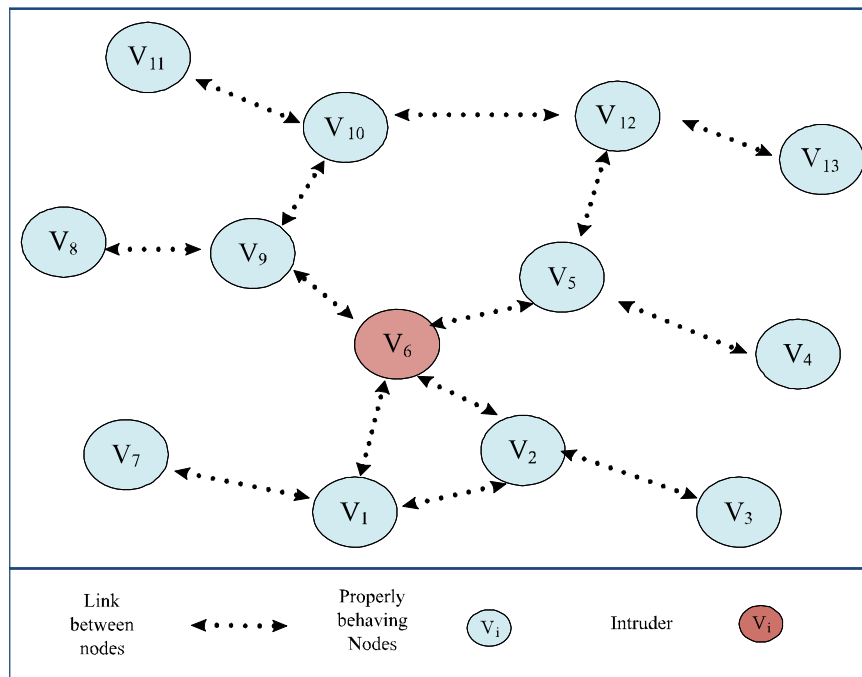 V11
V10
V12
V13
V8
V9
V5
V6
V4
V7
V2
V1
V3
Link
between
nodes
Properly
behaving
Nodes
Vi
Intruder
Vi